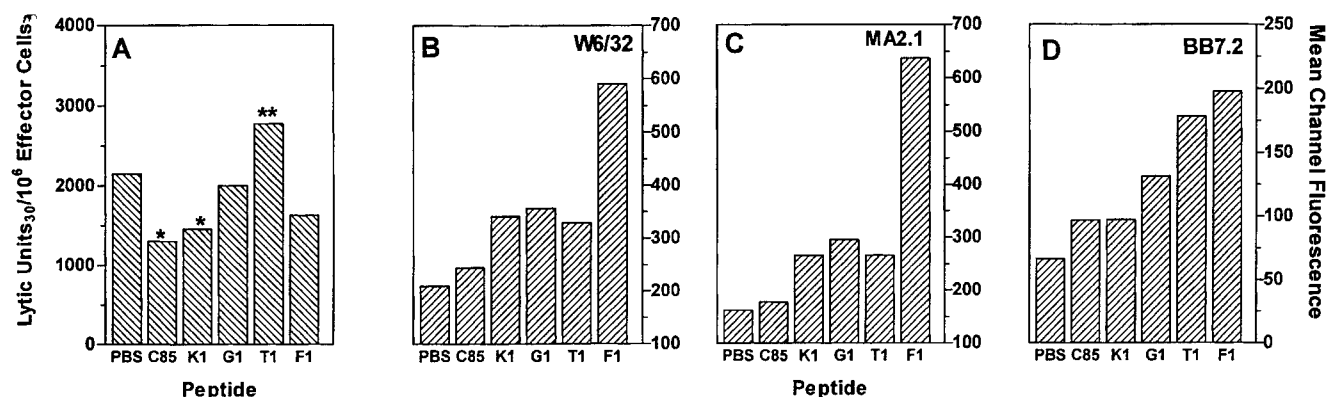 Lytic Units30/10^6 Effector Cells
4000
3000
2000
1000
0
A
*
*
**
PBS C85 K1 G1 T1 F1
Peptide
B
W6/32
700
600
500
400
300
200
100
PBS C85 K1 G1 T1 F1
C
MA2.1
700
600
500
400
300
200
100
PBS C85 K1 G1 T1 F1
Peptide
D
BB7.2
250
200
150
100
50
0
PBS C85 K1 G1 T1 F1
Mean Channel Fluorescence